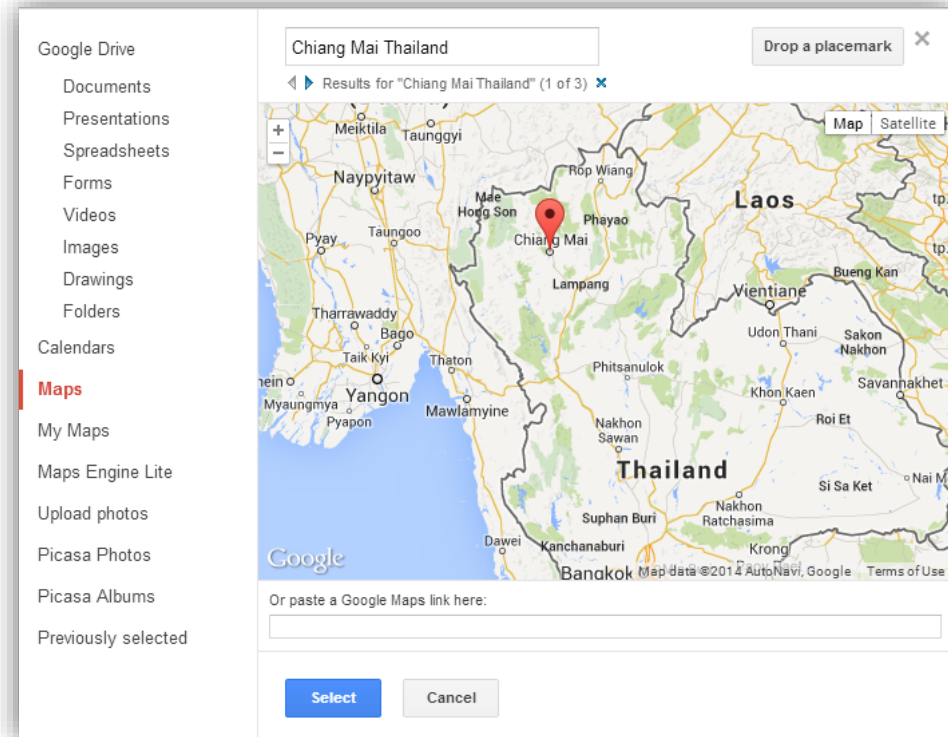 Google Drive
Documents
Presentations
Spreadsheets
Forms
Videos
Images
Drawings
Folders
Calendars
Maps
My Maps
Maps Engine Lite
Upload photos
Picasa Photos
Picasa Albums
Previously selected
Chiang Mai Thailand
Drop a placemark
Results for "Chiang Mai Thailand" (1 of 3)
Map
Satellite
Meiktila
Taunggyi
Naypyitaw
Rop Wiang
Mae
Hong Son
Laos
Phayao
Pyay
Taungoo
Chiang Mai
Lampang
Bueng Kan
Vientiane
Tharrawaddy
Bago
Udon Thani
Sakon
Nakhon
Taik Kyi
Thaton
Phitsanulok
Yangon
Khon Kaen
Savannakhet
Myaungmya
Pyapon
Mawlamyine
Roi Et
Nakhon
Sawan
Thailand
Si Sa Ket
Nakhon
Ratchasima
Suphan Buri
Dawei
Kanchanaburi
Krong
Google
Bangkok
Map data ©2014 AutoNavi, Google
Terms of Use
Or paste a Google Maps link here:
Select
Cancel